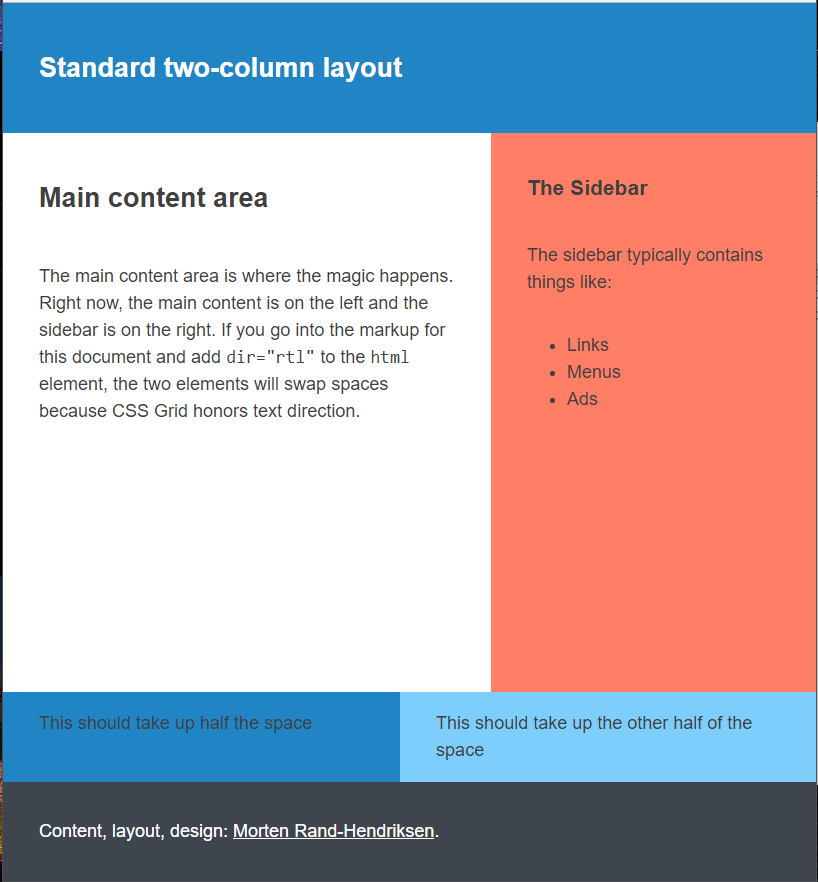 Standard two-column layout
Main content area
The main content area is where the magic happens.
Right now, the main content is on the left and the
sidebar is on the right. If you go into the markup for
this document and add dir="rtl" to the html
element, the two elements will swap spaces
because CSS Grid honors text direction.
The Sidebar
The sidebar typically contains
things like:
• Links
• Menus
• Ads
This should take up half the space
This should take up the other half of the
space
Content, layout, design: Morten Rand-Hendriksen.